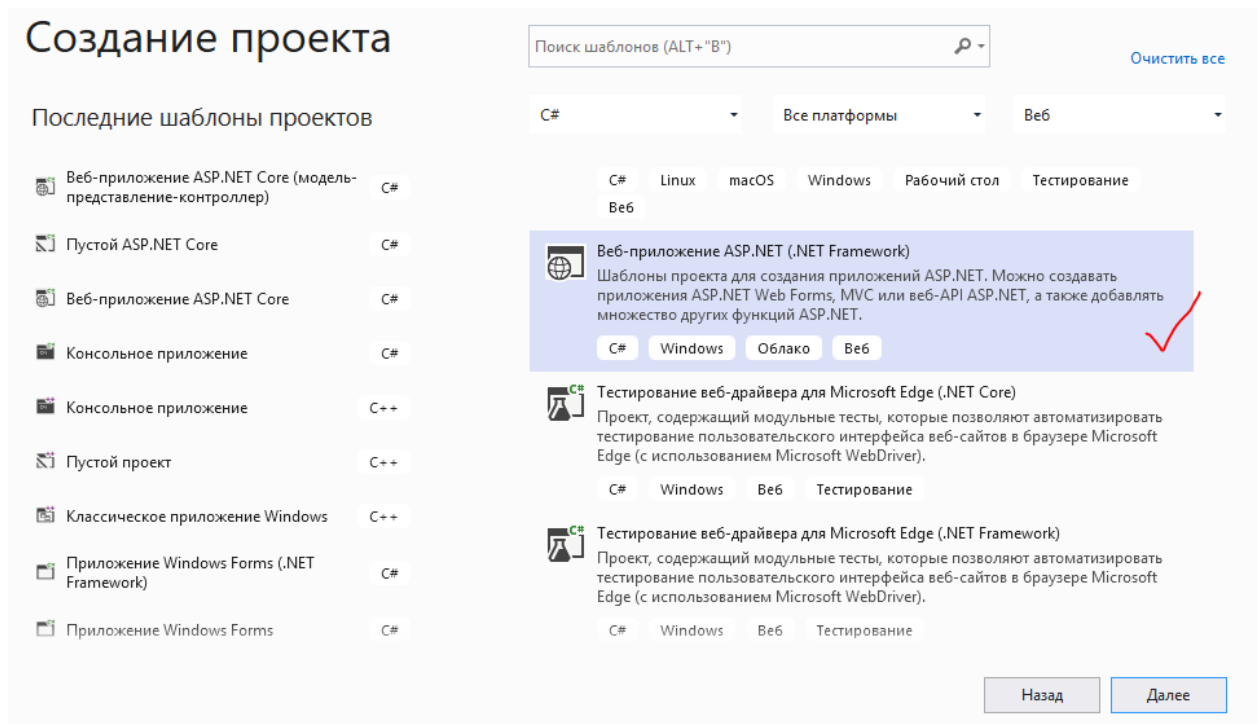 Создание проекта
Поиск шаблонов (ALT+"В")
Очистить все
Последние шаблоны проектов
C#
Все платформы
Веб
Веб-приложение ASP.NET Core (модель-
представление-контроллер)
C#
Пустой ASP.NET Core
C#
Веб-приложение ASP.NET Core
C#
Консольное приложение
C#
Консольное приложение
C++
Пустой проект
C++
Классическое приложение Windows
C++
Приложение Windows Forms (.NET
Framework)
C#
Приложение Windows Forms
C#
C# Linux macOS Windows Рабочий стол Тестирование
Веб
Веб-приложение ASP.NET (.NET Framework)
Шаблоны проекта для создания приложений ASP.NET. Можно создавать
приложения ASP.NET Web Forms, MVC или веб-API ASP.NET, а также добавлять
множество других функций ASP.NET.
C# Windows Облако Веб
Тестирование веб-драйвера для Microsoft Edge (.NET Core)
Проект, содержащий модульные тесты, которые позволяют автоматизировать
тестирование пользовательского интерфейса веб-сайтов в браузере Microsoft
Edge (с использованием Microsoft WebDriver).
C# Windows Веб Тестирование
Тестирование веб-драйвера для Microsoft Edge (.NET Framework)
Проект, содержащий модульные тесты, которые позволяют автоматизировать
тестирование пользовательского интерфейса веб-сайтов в браузере Microsoft
Edge (с использованием Microsoft WebDriver).
C# Windows Веб Тестирование
Назад
Далее